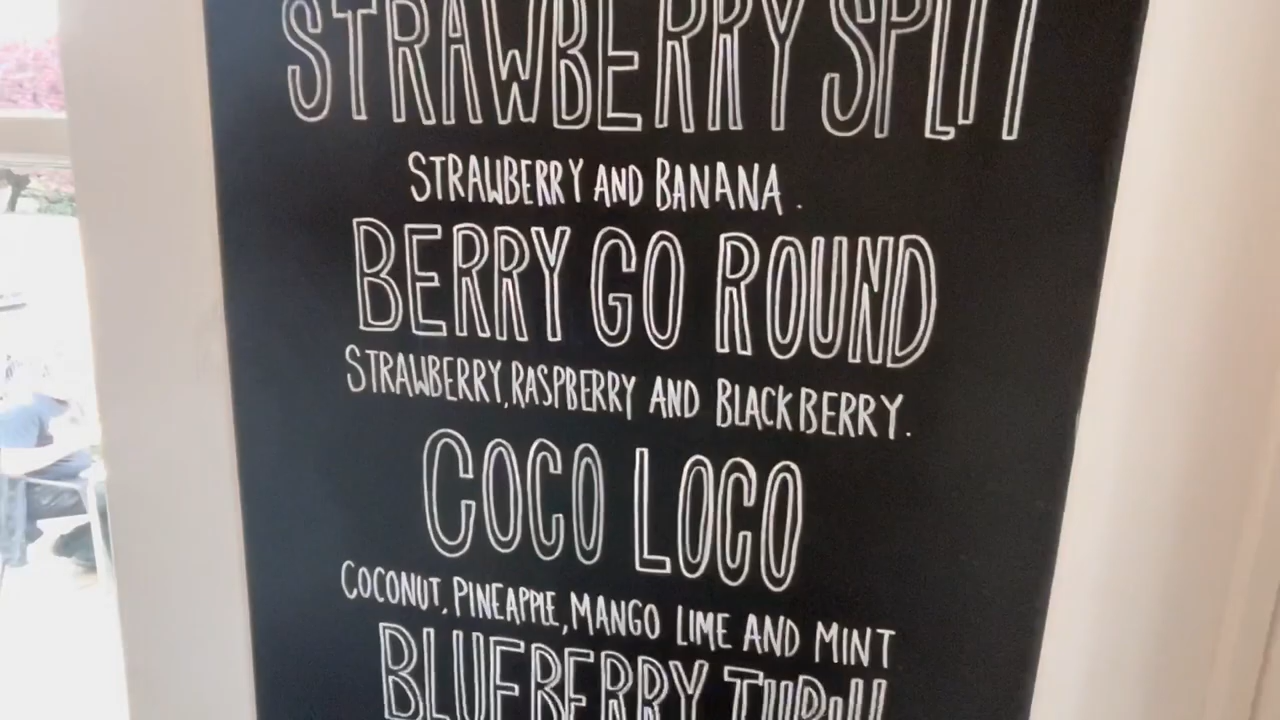 STRAWBERRY SPLIT
STRAWBERRY AND BANANA.
BERRY GO ROUND
STRAWBERRY, RASPBERRY AND BLACKBERRY.
COCO LOCO
COCONUT, PINEAPPLE, MANGO LIME AND MINT
BLUEBERRY